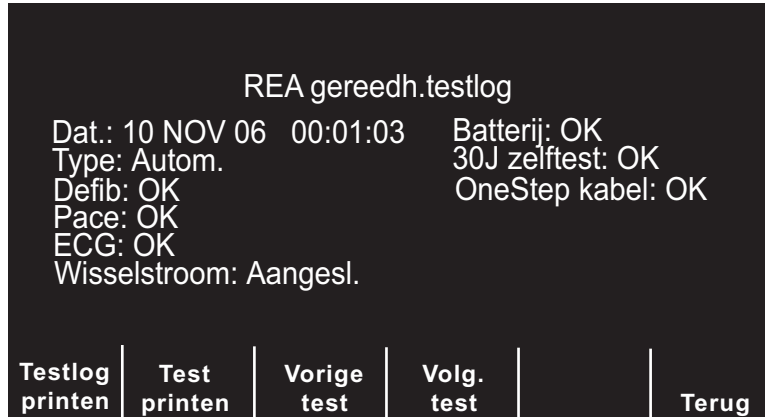 REA gereedh.testlog
Dat.: 10 NOV 06 00:01:03
Type: Autom.
Defib: OK
Pace: OK
ECG: OK
Wisselstroom: Aangesl.
Batterij: OK
30J zelftest: OK
OneStep kabel: OK
Testlog
printen
Test
printen
Vorige
test
Volg.
test
Terug